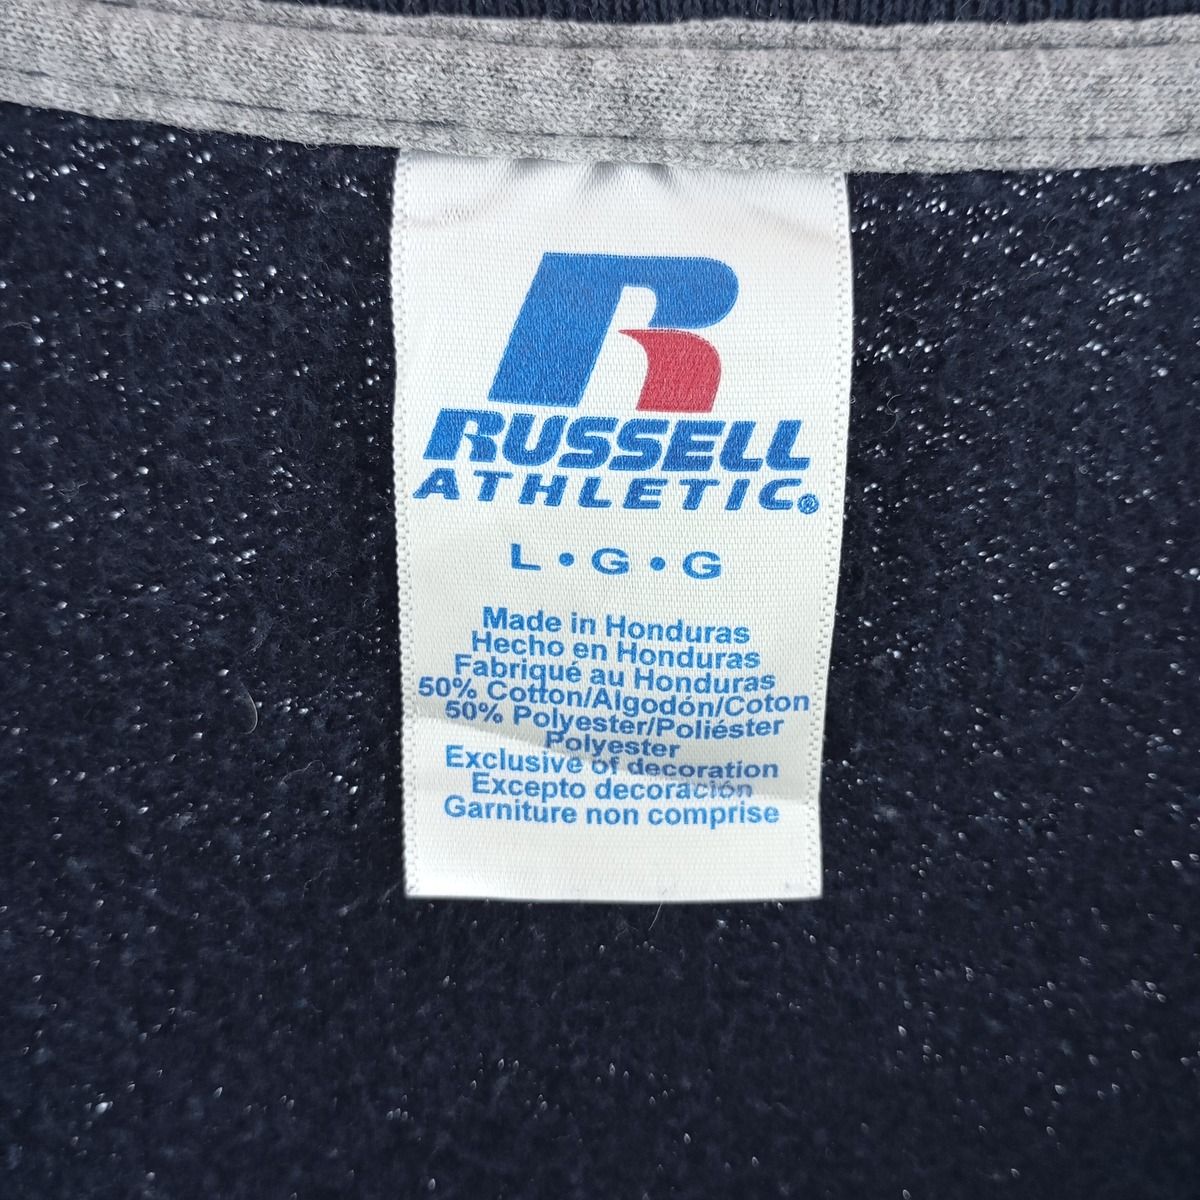 R
RUSSELL
ATHLETIC®
L • G • G
Made in Honduras
Hecho en Honduras
Fabriqué au Honduras
50% Cotton/Algodón/Coton
50% Polyester/Poliéster
Polyester
Exclusive of decoration
Excepto decoración
Garniture non comprise